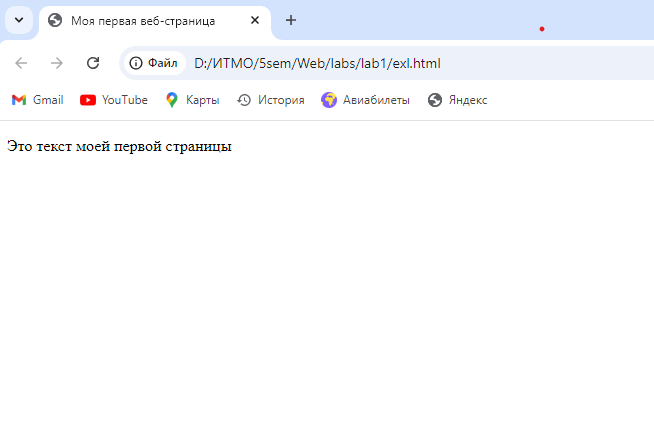 Моя первая веб-страница
Файл D:/ИТМО/5sem/Web/labs/lab1/exl.html
Gmail YouTube Карты История Авиабилеты Яндекс
Это текст моей первой страницы